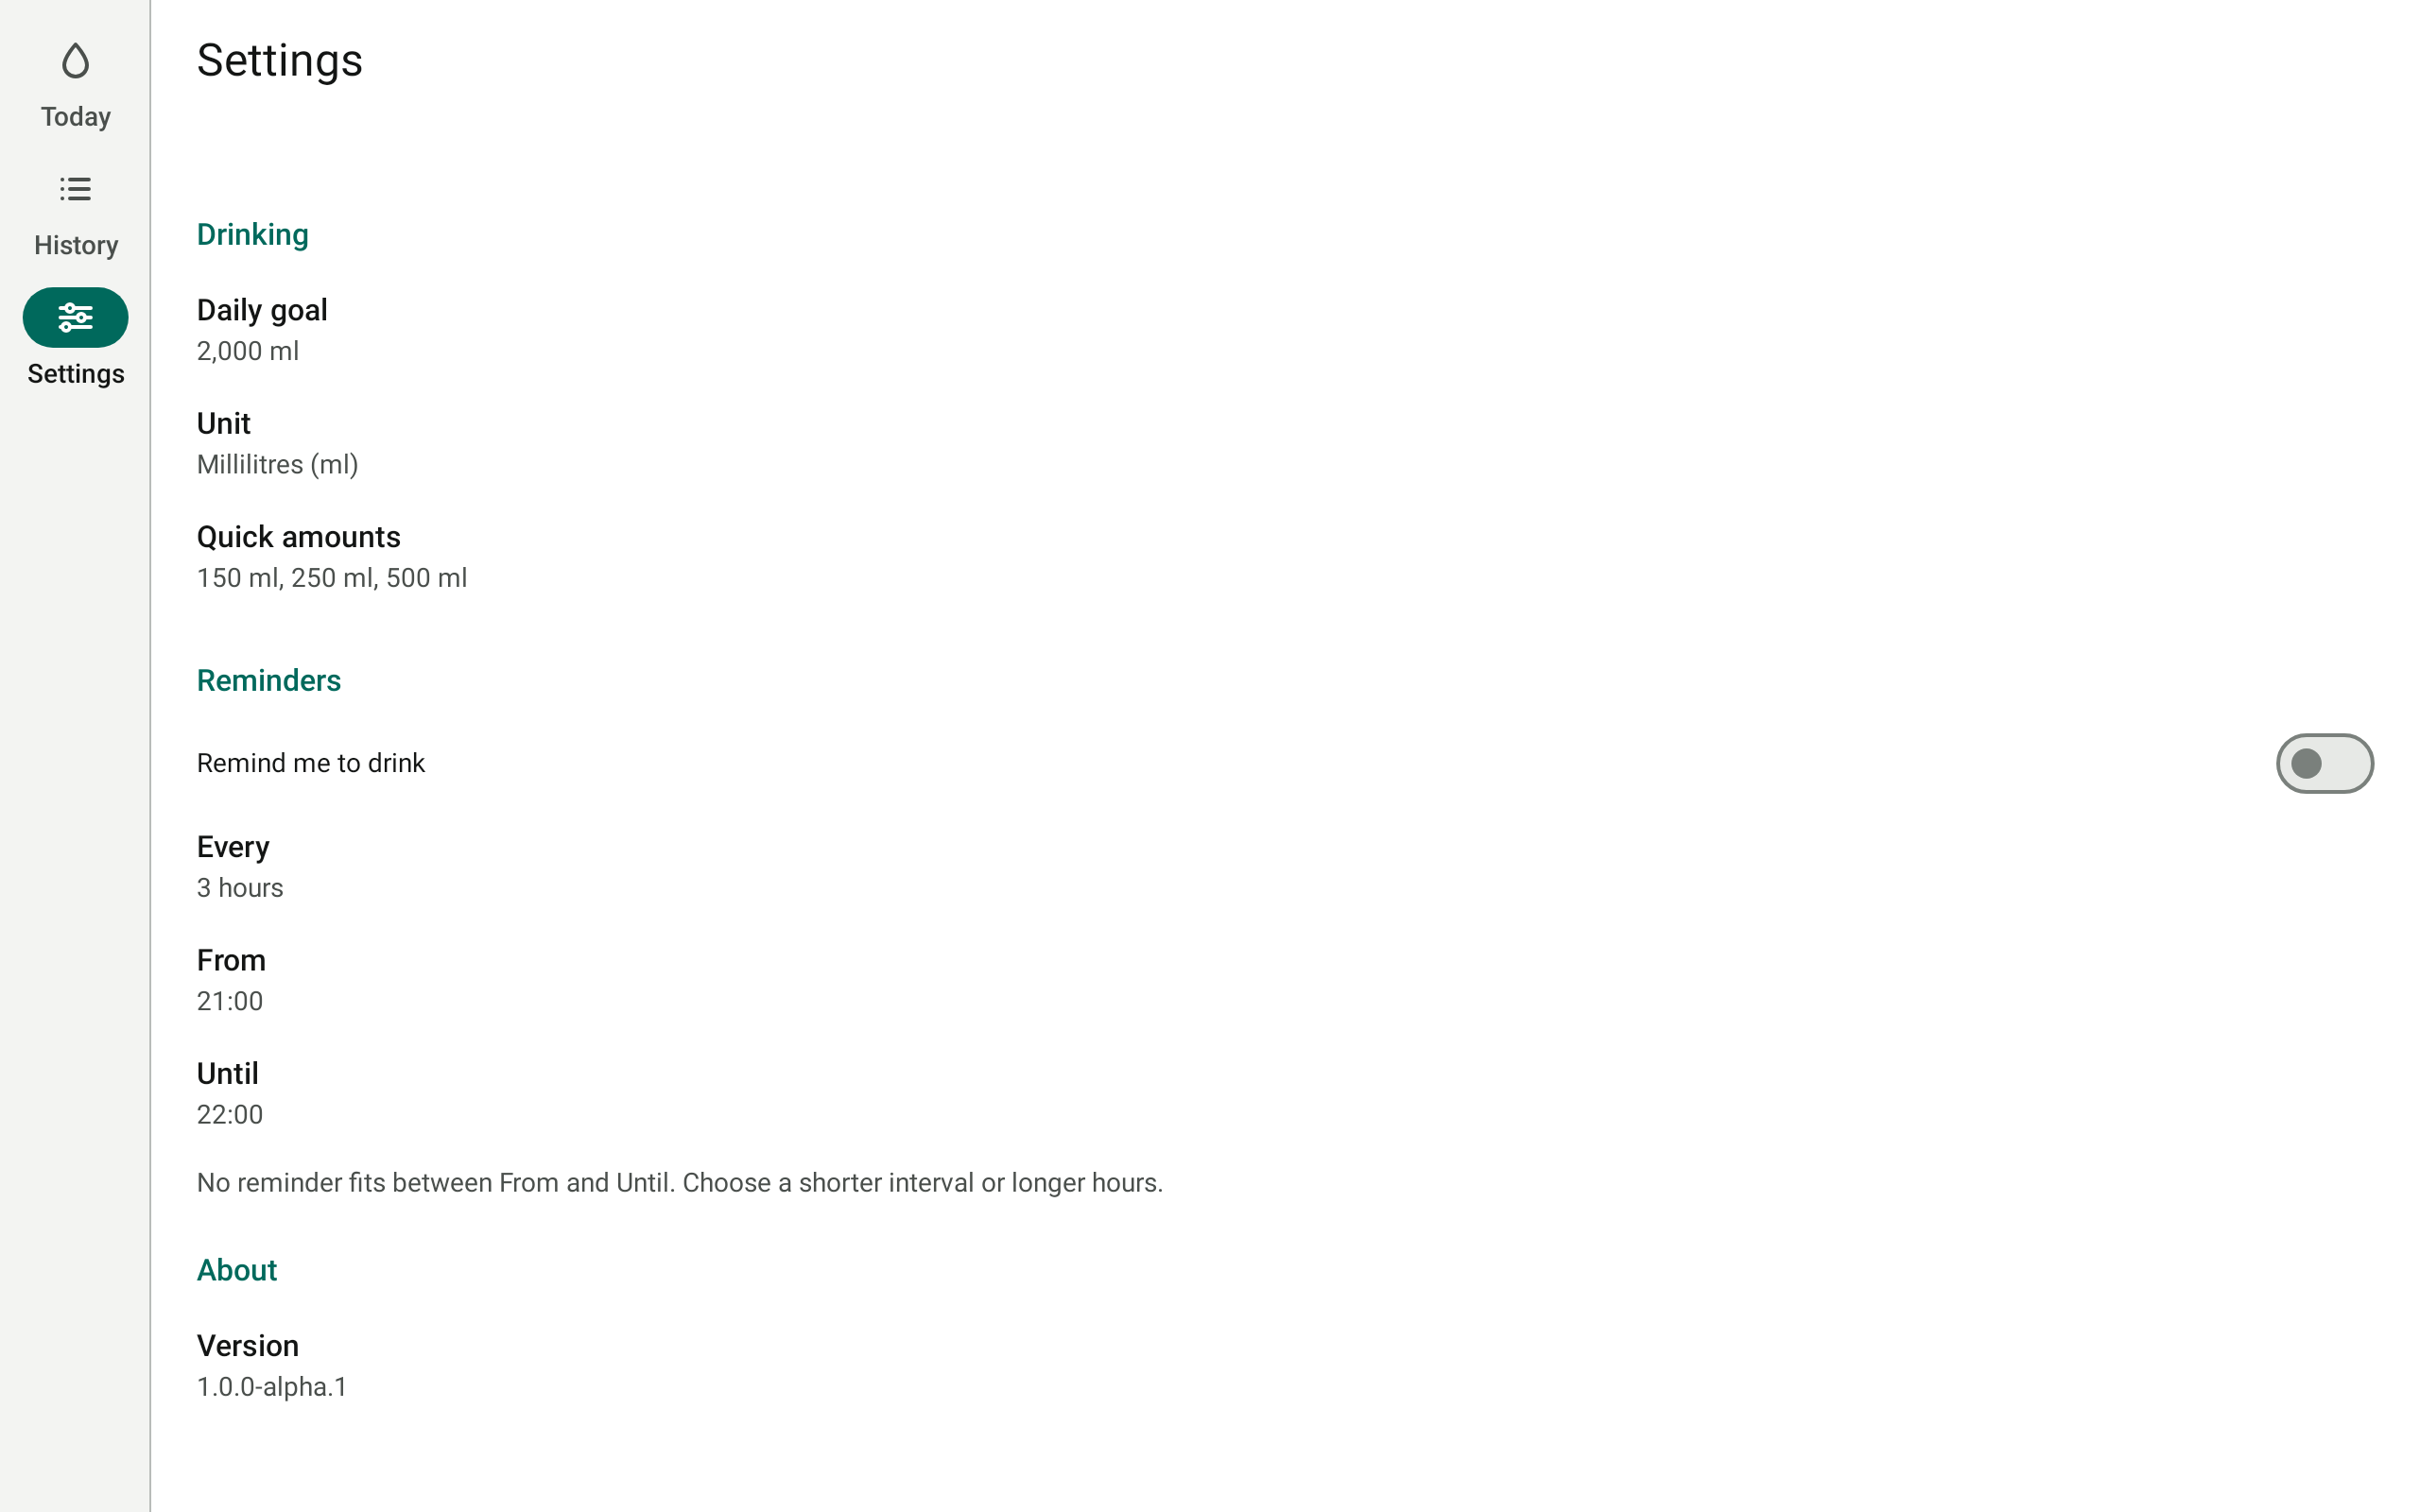 Today
History
Settings
Settings
Drinking
Daily goal
2,000 ml
Unit
Millilitres (ml)
Quick amounts
150 ml, 250 ml, 500 ml
Reminders
Remind me to drink
Every
3 hours
From
21:00
Until
22:00
No reminder fits between From and Until. Choose a shorter interval or longer hours.
About
Version
1.0.0-alpha.1